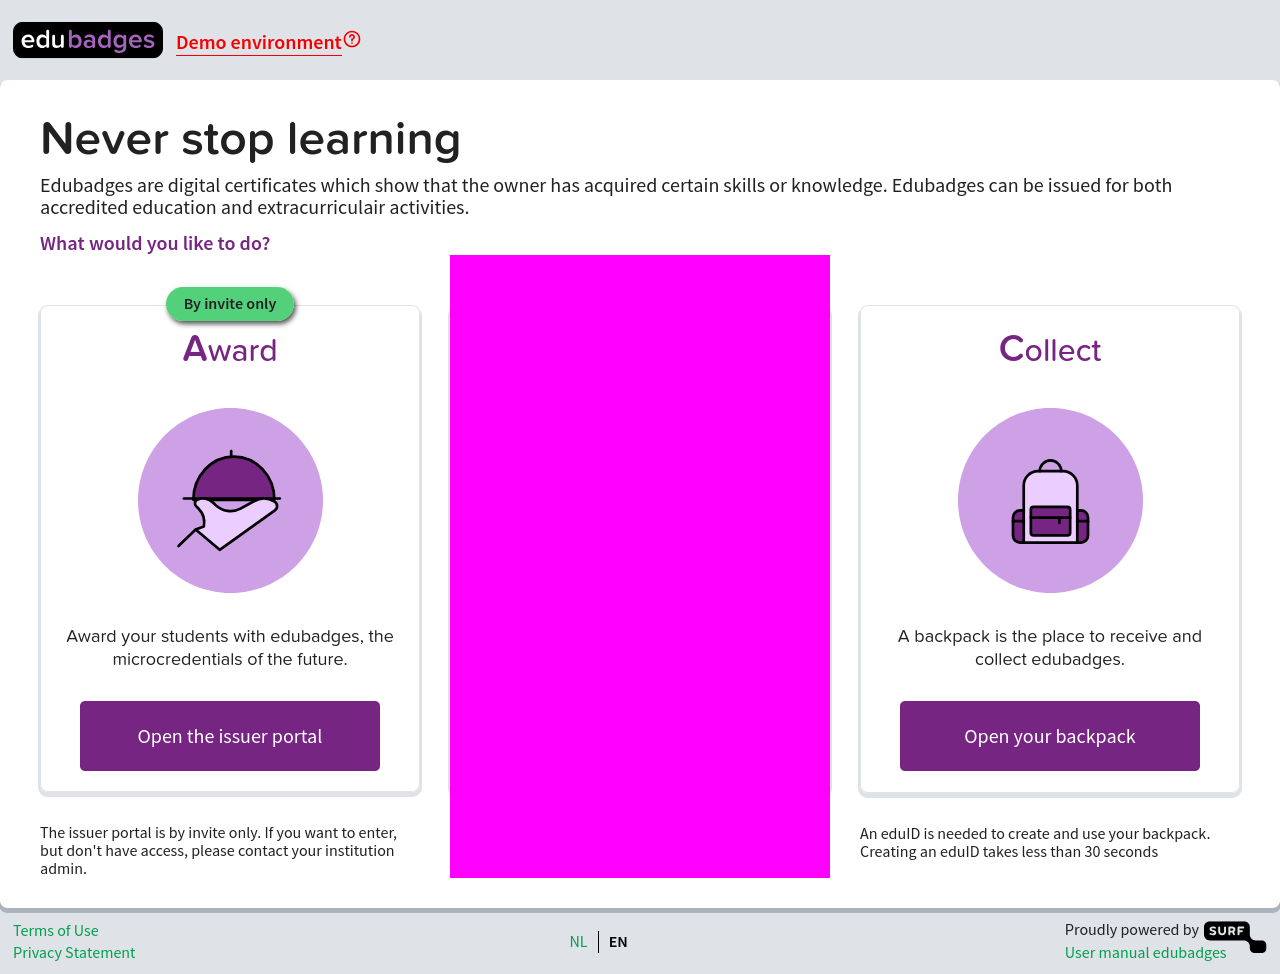 edubadges
Demo environment
Never stop learning
Edubadges are digital certificates which show that the owner has acquired certain skills or knowledge. Edubadges can be issued for both
accredited education and extracurriculair activities.
What would you like to do?
By invite only
Award
Award your students with edubadges, the
microcredentials of the future.
Open the issuer portal
The issuer portal is by invite only. If you want to enter,
but don't have access, please contact your institution
admin.
Collect
A backpack is the place to receive and
collect edubadges.
Open your backpack
An eduID is needed to create and use your backpack.
Creating an eduID takes less than 30 seconds
Terms of Use
Privacy Statement
NL EN
Proudly powered by SURF
User manual edubadges